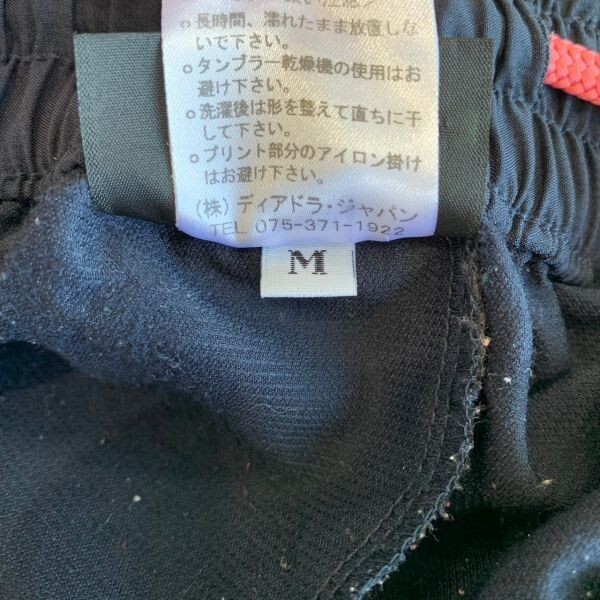 ○長時間、濡れたまま放置しな
いで下さい。
○タンブラー乾燥機の使用はお
避け下さい。
○洗濯後は形を整えて直ちに干
して下さい。
○プリント部分のアイロン掛け
はお避け下さい。
(株)ディアドラ・ジャパン
TEL 075-371-1922
M